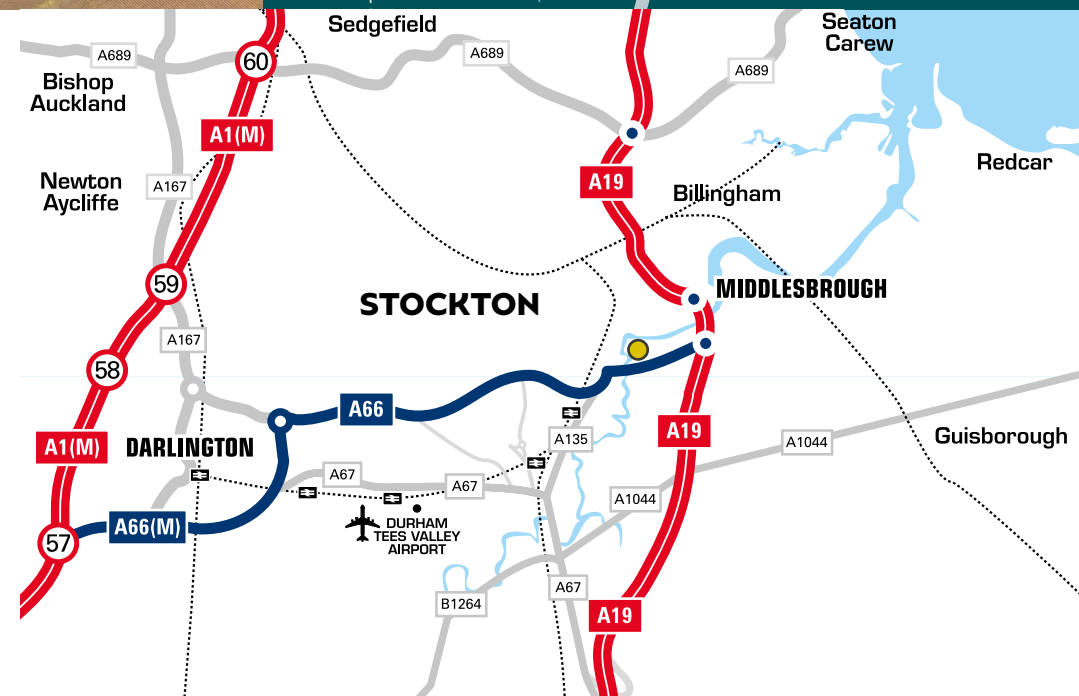 Sedgefield
Seaton
Carew
60
A689
A689
A689
Bishop
Auckland
A1(M)
Redcar
A19
Newton
Aycliffe
A167
Billingham
59
MIDDLESBROUGH
STOCKTON
A167
58
A66
A1(M)
DARLINGTON
A135
A19
A1044
Guisborough
A67
A67
A1044
A66(M)
DURHAM
TEES VALLEY
AIRPORT
57
A67
B1264
A19